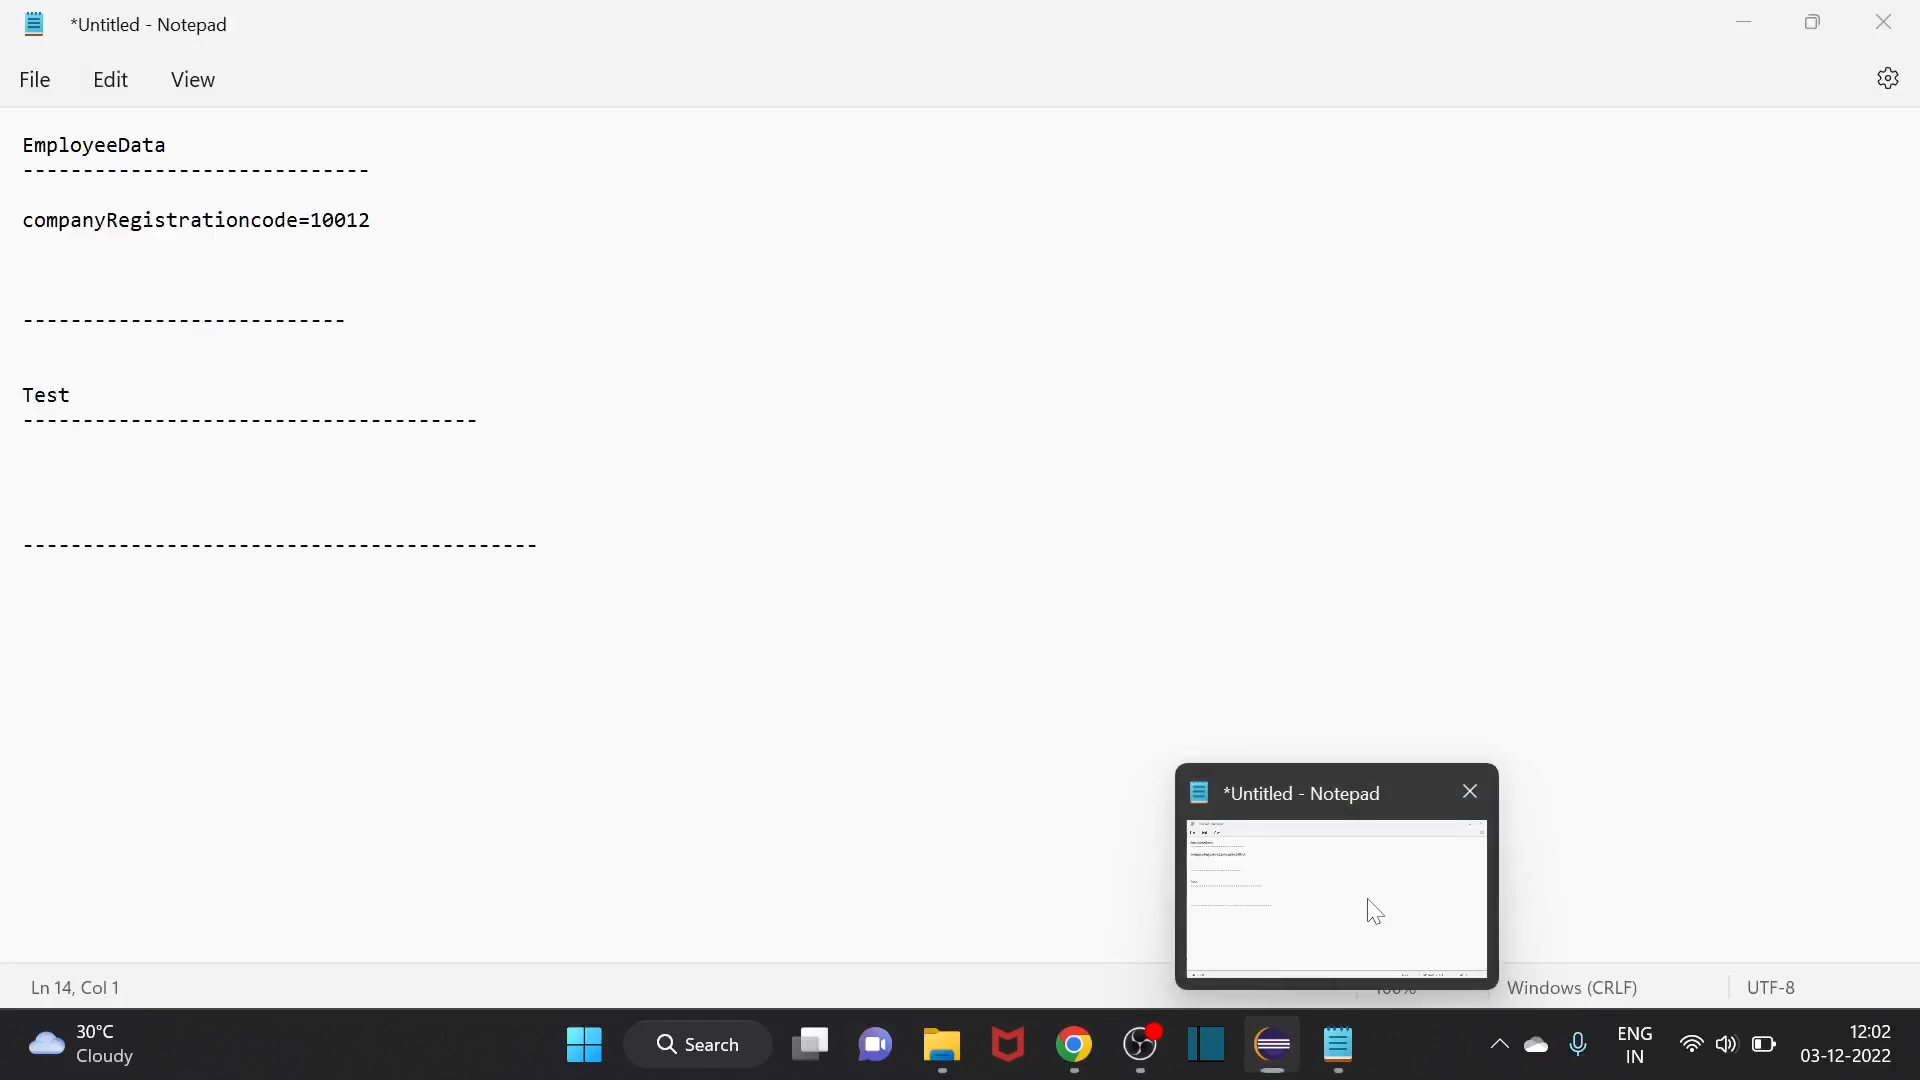 *Untitled - Notepad
File Edit View
EmployeeData
-----------------------------
companyRegistrationcode=10012
---------------------------
Test
--------------------------------------
-------------------------------------------
*Untitled - Notepad
Ln 14, Col 1
Windows (CRLF)
UTF-8
30°C
Cloudy
Search
ENG
IN
12:02
03-12-2022